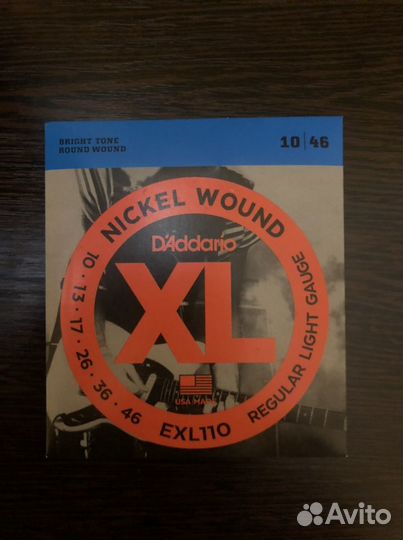 BRIGHT TONE
ROUND WOUND
10|46
NICKEL WOUND
D'Addario
XL
10 · 13 · 17 · 26 · 36 · 46
REGULAR LIGHT GAUGE
USA MADE
EXL110
Avito